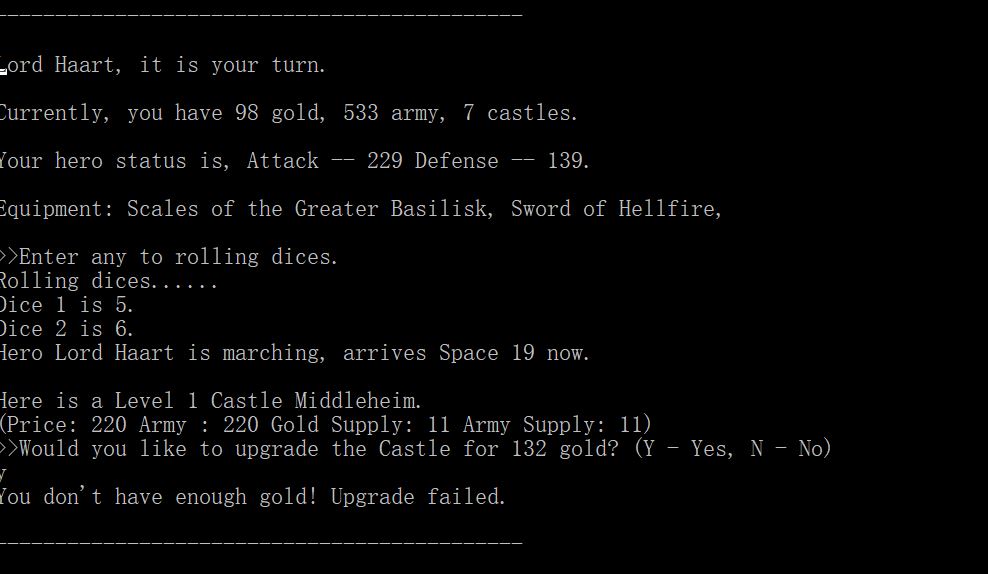 --------------------------------------------
Lord Haart, it is your turn.
Currently, you have 98 gold, 533 army, 7 castles.
Your hero status is, Attack -- 229 Defense -- 139.
Equipment: Scales of the Greater Basilisk, Sword of Hellfire,
>>Enter any to rolling dices.
Rolling dices......
Dice 1 is 5.
Dice 2 is 6.
Hero Lord Haart is marching, arrives Space 19 now.
Here is a Level 1 Castle Middleheim.
(Price: 220 Army : 220 Gold Supply: 11 Army Supply: 11)
>>Would you like to upgrade the Castle for 132 gold? (Y - Yes, N - No)
y
You don't have enough gold! Upgrade failed.
--------------------------------------------